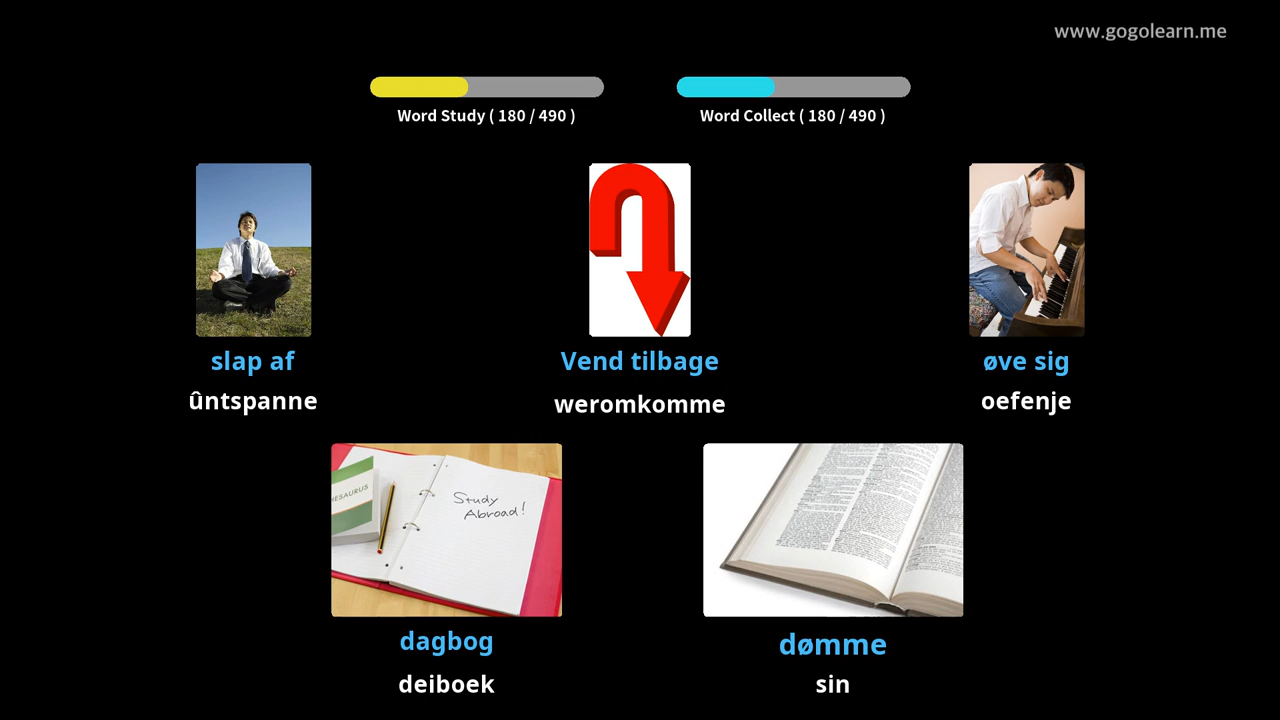 www.gogolearn.me
Word Study ( 180 / 490 )
Word Collect ( 180 / 490 )
slap af
Vend tilbage
øve sig
ûntspanne
weromkomme
oefenje
HESAURUS
Study
Abroad!
dagbog
dømme
deiboek
sin